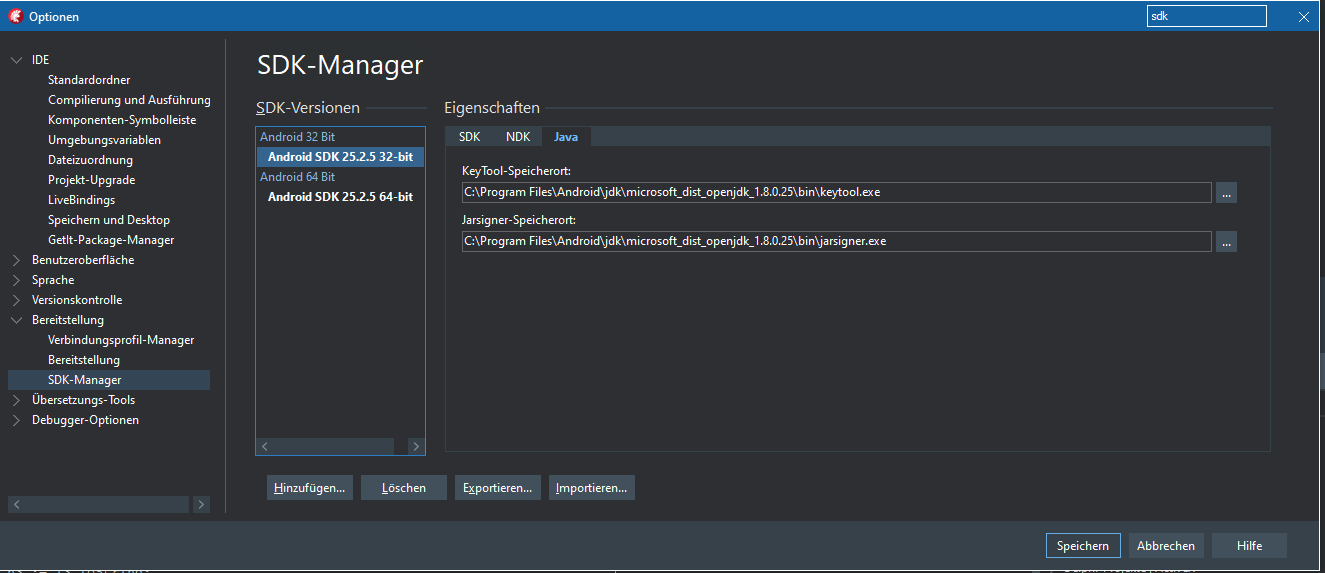 Optionen
sdk
IDE
Standardordner
Compilierung und Ausführung
Komponenten-Symbolleiste
Umgebungsvariablen
Dateizuordnung
Projekt-Upgrade
LiveBindings
Speichern und Desktop
GetIt-Package-Manager
Benutzeroberfläche
Sprache
Versionskontrolle
Bereitstellung
Verbindungsprofil-Manager
Bereitstellung
SDK-Manager
Übersetzungs-Tools
Debugger-Optionen
SDK-Manager
SDK-Versionen
Android 32 Bit
Android SDK 25.2.5 32-bit
Android 64 Bit
Android SDK 25.2.5 64-bit
Eigenschaften
SDK NDK Java
KeyTool-Speicherort:
C:\Program Files\Android\jdk\microsoft_dist_openjdk_1.8.0.25\bin\keytool.exe
...
Jarsigner-Speicherort:
C:\Program Files\Android\jdk\microsoft_dist_openjdk_1.8.0.25\bin\jarsigner.exe
...
Hinzufügen... Löschen Exportieren... Importieren...
Speichern Abbrechen Hilfe